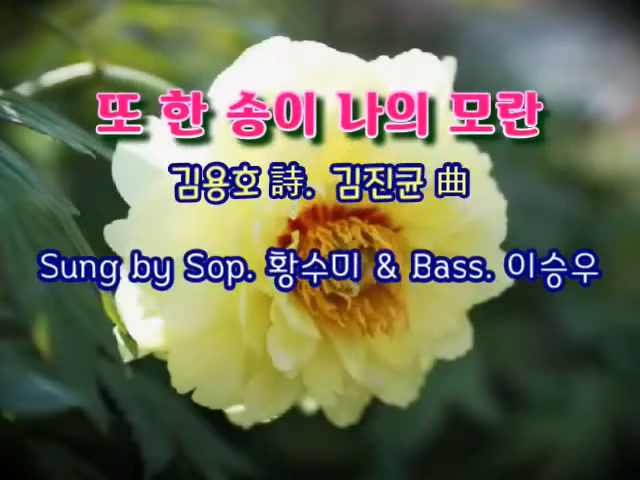 또 한 송이 나의 모란
김용호 詩. 김진균 曲
Sung by Sop. 황수미 & Bass. 이승우